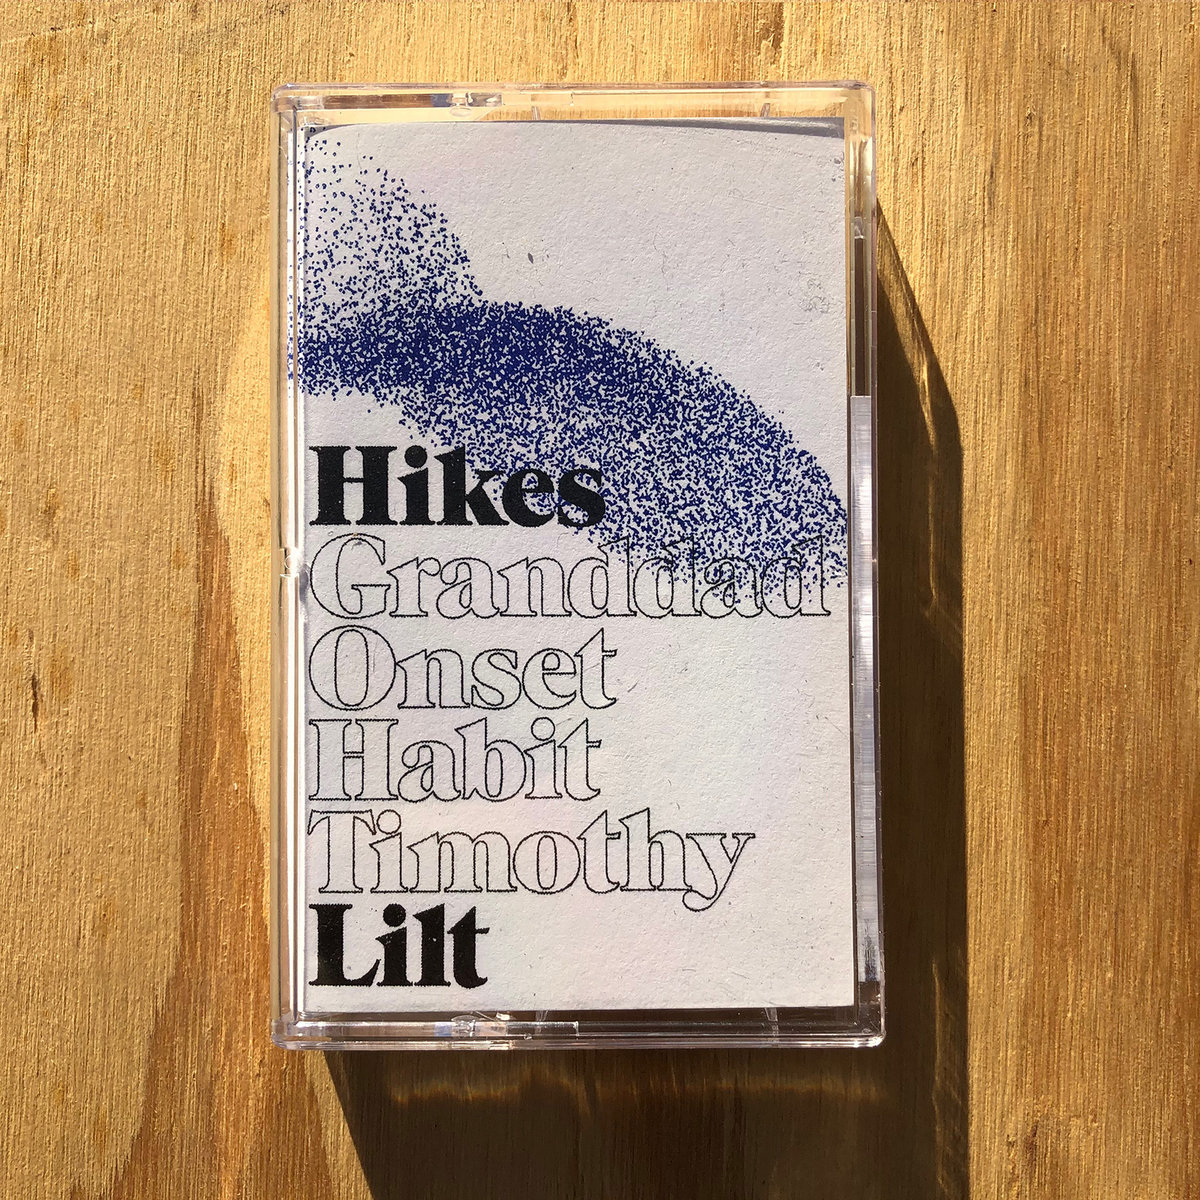 Hikes
Granddad
Onset
Habit
Timothy
Lilt